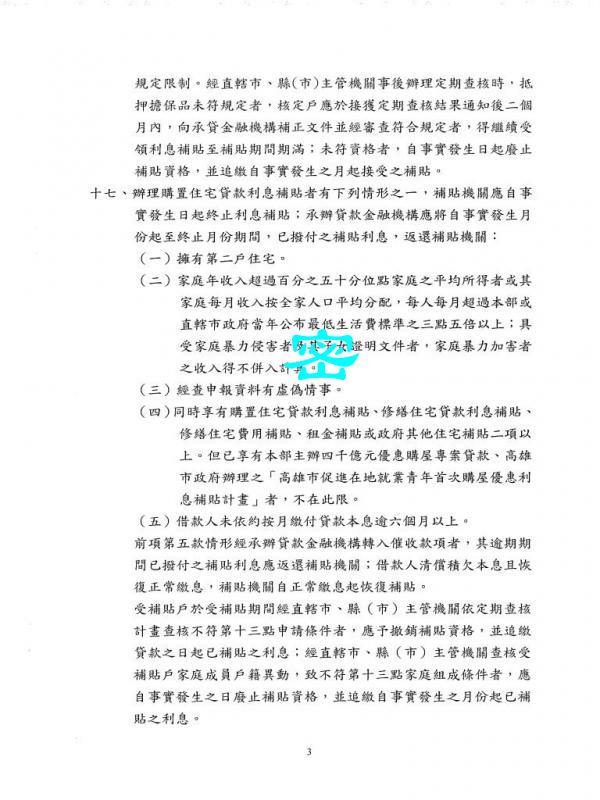 規定限制。經直轄市、縣(市)主管機關事後辦理定期查核時，抵
押擔保品未符規定者，核定戶應於接獲定期查核結果通知後二個
月內，向承貸金融機構補正文件並經審查符合規定者，得繼續受
領利息補貼至補貼期間期滿；未符資格者，自事實發生日起廢止
補貼資格，並追繳自事實發生之月起接受之補貼。
十七、辦理購置住宅貸款利息補貼者有下列情形之一，補貼機關應自事
實發生日起終止利息補貼；承辦貸款金融機構應將自事實發生月
份起至終止月份期間，已撥付之補貼利息，返還補貼機關：
（一）擁有第二戶住宅。
（二）家庭年收入超過百分之五十分位點家庭之平均所得者或其
家庭每月收入按全家人口平均分配，每人每月超過本部或
直轄市政府當年公布最低生活費標準之三點五倍以上；具
受家庭暴力侵害者及其子女證明文件者，家庭暴力加害者
之收入得不併入計算。
密
（三）經查申報資料有虛偽情事。
（四）同時享有購置住宅貸款利息補貼、修繕住宅貸款利息補貼、
修繕住宅費用補貼、租金補貼或政府其他住宅補貼二項以
上。但已享有本部主辦四千億元優惠購屋專案貸款、高雄
市政府辦理之「高雄市促進在地就業青年首次購屋優惠利
息補貼計畫」者，不在此限。
（五）借款人未依約按月繳付貸款本息逾六個月以上。
前項第五款情形經承辦貸款金融機構轉入催收款項者，其逾期期
間已撥付之補貼利息應返還補貼機關；借款人清償積欠本息且恢
復正常繳息，補貼機關自正常繳息起恢復補貼。
受補貼戶於受補貼期間經直轄市、縣（市）主管機關依定期查核
計畫查核不符第十三點申請條件者，應予撤銷補貼資格，並追繳
貸款之日起已補貼之利息；經直轄市、縣（市）主管機關查核受
補貼戶家庭成員戶籍異動，致不符第十三點家庭組成條件者，應
自事實發生之日廢止補貼資格，並追繳自事實發生之月份起已補
貼之利息。
3